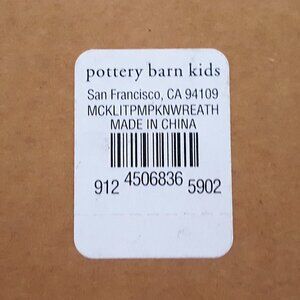 pottery barn kids
San Francisco, CA 94109
MCKLITPMPKNWREATH
MADE IN CHINA
912 4506836 5902